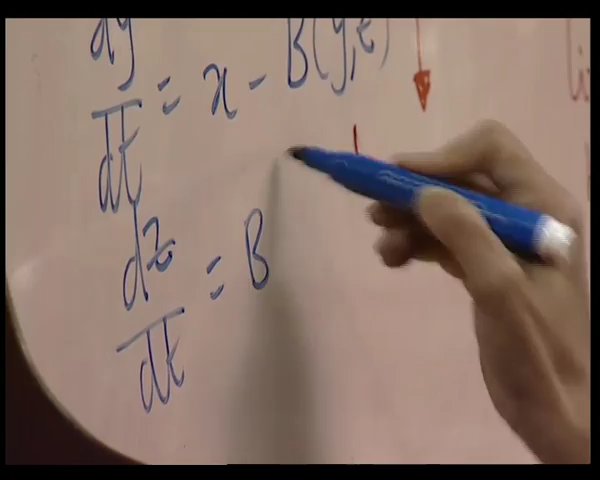 dy/dt = x - B(y,t)
dz/dt = B